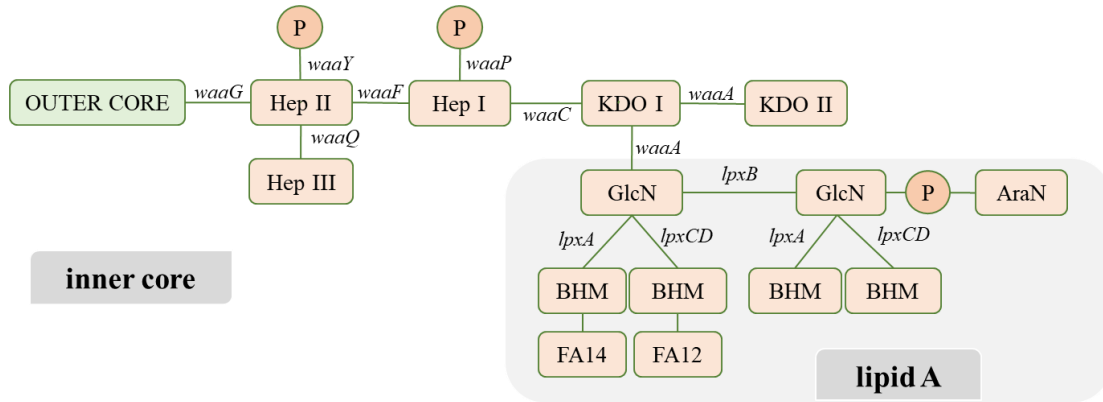 P
P
waaY
waaP
OUTER CORE
waaG
Hep II
waaF
Hep I
waaC
KDO I
waaA
KDO II
waaQ
waaA
Hep III
GlcN
lpxB
GlcN
P
AraN
lpxA
lpxCD
lpxA
lpxCD
inner core
BHM
BHM
BHM
BHM
FA14
FA12
lipid A